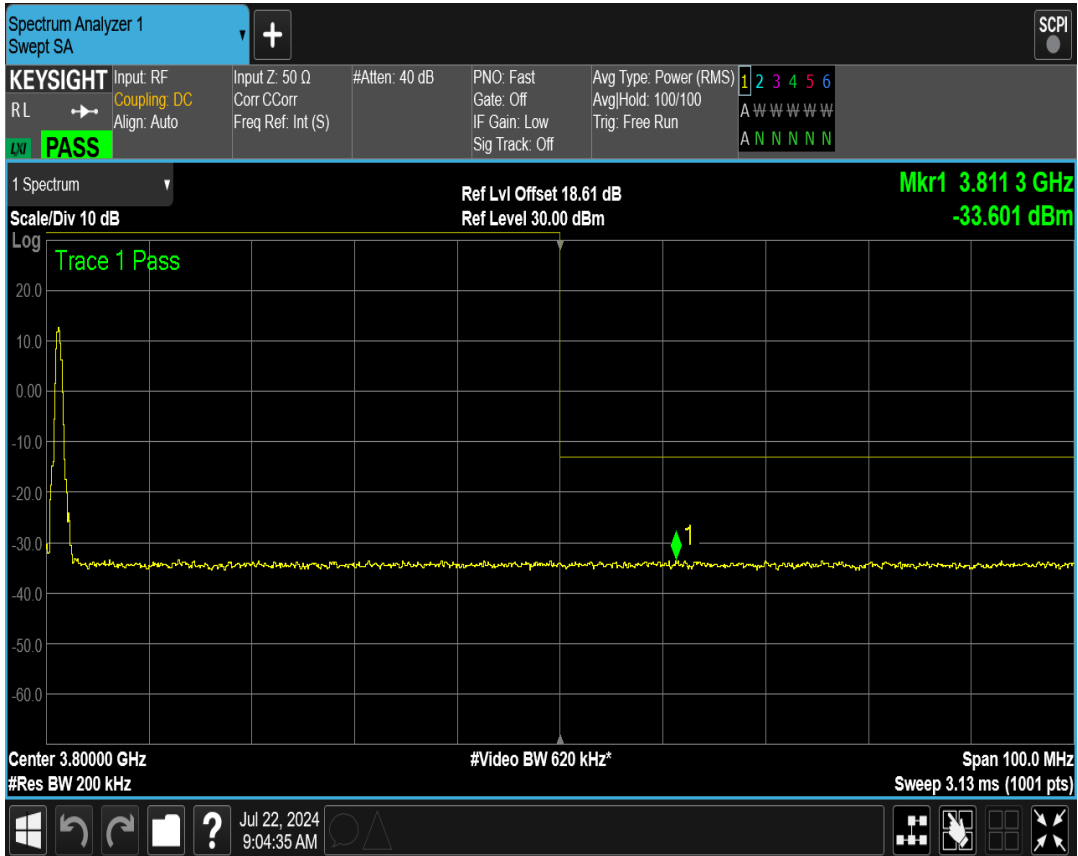 Spectrum Analyzer 1
Swept SA
+
SCPI
KEYSIGHT
R L
LXI PASS
Input: RF
Coupling: DC
Align: Auto
Input Z: 50 Ω
Corr CCorr
Freq Ref: Int (S)
#Atten: 40 dB
PNO: Fast
Gate: Off
IF Gain: Low
Sig Track: Off
Avg Type: Power (RMS)
Avg|Hold: 100/100
Trig: Free Run
1 2 3 4 5 6
A W W W W W
A N N N N N
1 Spectrum
Scale/Div 10 dB
Ref Lvl Offset 18.61 dB
Ref Level 30.00 dBm
Mkr1 3.811 3 GHz
-33.601 dBm
Log
Trace 1 Pass
20.0
10.0
0.00
-10.0
-20.0
-30.0
-40.0
-50.0
-60.0
1
Center 3.80000 GHz
#Res BW 200 kHz
#Video BW 620 kHz*
Span 100.0 MHz
Sweep 3.13 ms (1001 pts)
?
Jul 22, 2024
9:04:35 AM